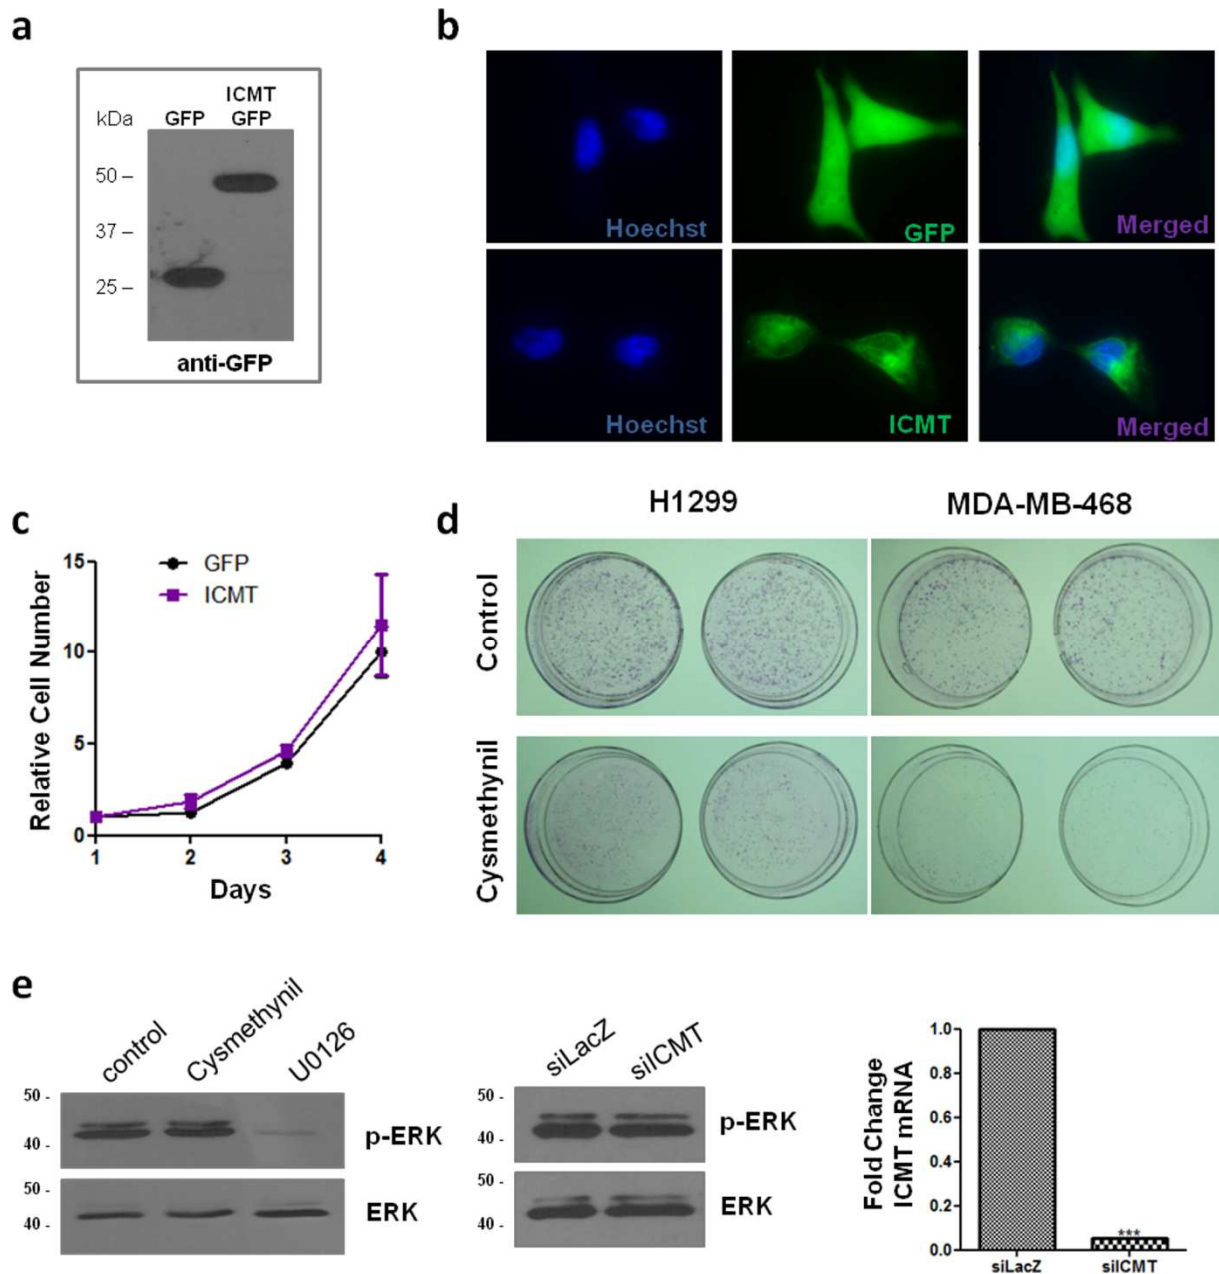 a
kDa
GFP
ICMT
GFP
50 –
37 –
25 –
anti-GFP
b
Hoechst
GFP
Merged
Hoechst
ICMT
Merged
c
15
10
5
0
Relative Cell Number
GFP
ICMT
1 2 3 4
Days
d
H1299
MDA-MB-468
Control
Cysmethynil
e
control
Cysmethynil
U0126
50 -
40 -
p-ERK
50 -
40 -
ERK
siLacZ
siICMT
50 -
40 -
p-ERK
50 -
40 -
ERK
Fold Change
ICMT mRNA
1.0
0.8
0.6
0.4
0.2
0.0
***
siLacZ
siICMT